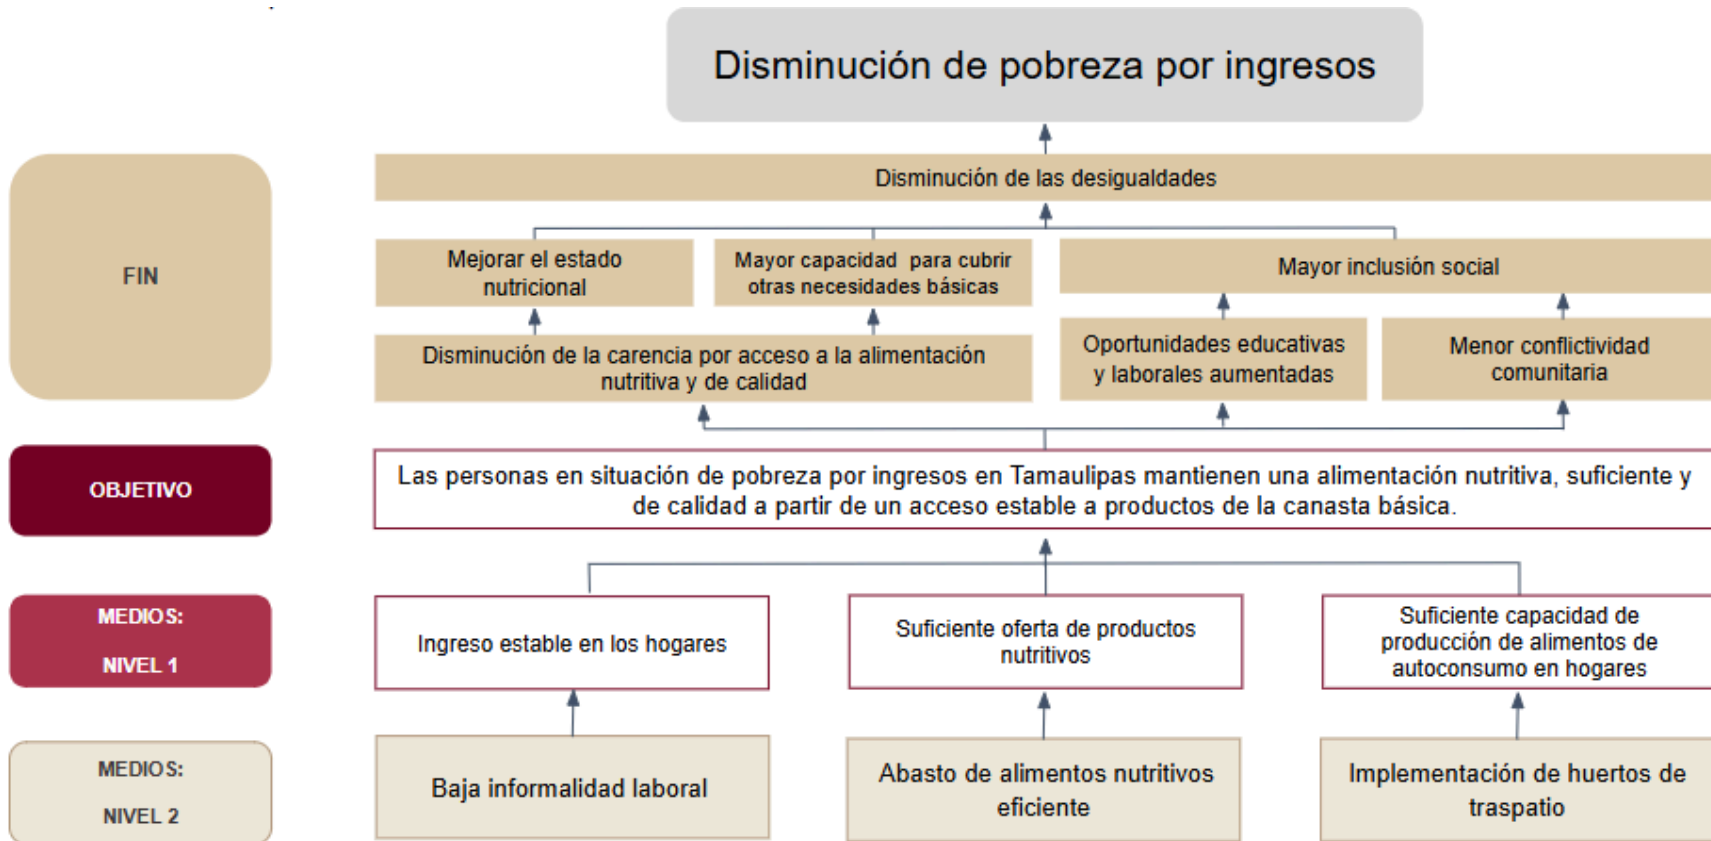 Disminución de pobreza por ingresos
Disminución de las desigualdades
FIN
Mejorar el estado
nutricional
Mayor capacidad para cubrir
otras necesidades básicas
Mayor inclusión social
Disminución de la carencia por acceso a la alimentación
nutritiva y de calidad
Oportunidades educativas
y laborales aumentadas
Menor conflictividad
comunitaria
OBJETIVO
Las personas en situación de pobreza por ingresos en Tamaulipas mantienen una alimentación nutritiva, suficiente y
de calidad a partir de un acceso estable a productos de la canasta básica.
MEDIOS:
NIVEL 1
Ingreso estable en los hogares
Suficiente oferta de productos
nutritivos
Suficiente capacidad de
producción de alimentos de
autoconsumo en hogares
MEDIOS:
NIVEL 2
Baja informalidad laboral
Abasto de alimentos nutritivos
eficiente
Implementación de huertos de
traspatio